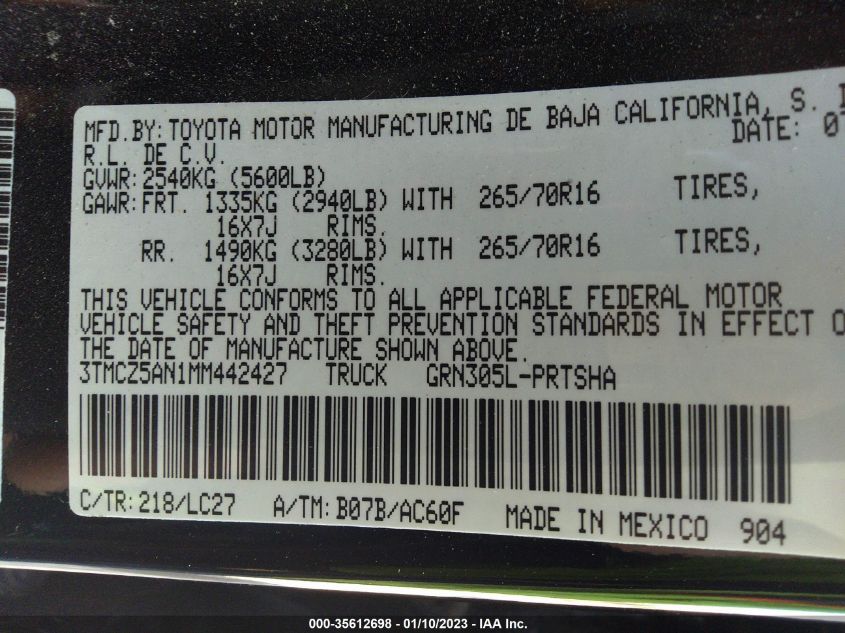 MFD. BY: TOYOTA MOTOR MANUFACTURING DE BAJA CALIFORNIA, S.
R.L. DE C.V. DATE: 0
GVWR: 2540KG (5600LB)
GAWR: FRT. 1335KG (2940LB) WITH 265/70R16 TIRES,
16X7J RIMS.
RR. 1490KG (3280LB) WITH 265/70R16 TIRES,
16X7J RIMS.
THIS VEHICLE CONFORMS TO ALL APPLICABLE FEDERAL MOTOR
VEHICLE SAFETY AND THEFT PREVENTION STANDARDS IN EFFECT O
THE DATE OF MANUFACTURE SHOWN ABOVE.
3TMCZ5AN1MM442427 TRUCK GRN305L-PRTSHA
C/TR: 218/LC27 A/TM: B07B/AC60F MADE IN MEXICO 904
000-35612698 - 01/10/2023 - IAA Inc.